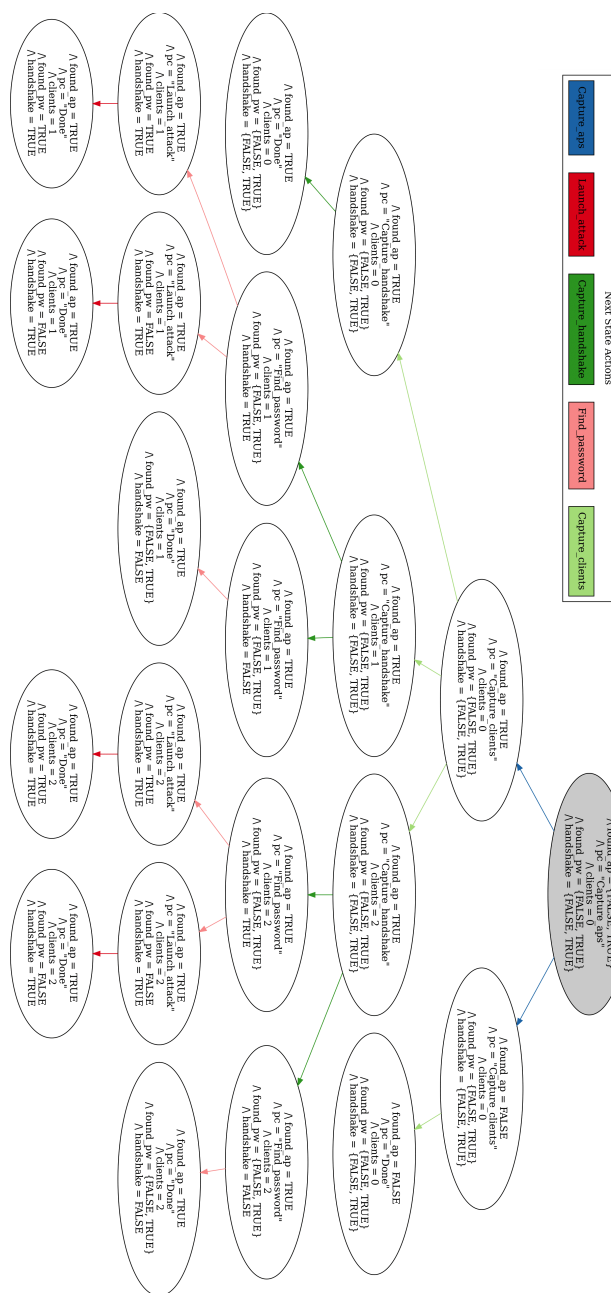 Next State Actions
Capture_aps
Launch_attack
Capture_handshake
Find_password
Capture_clients
/\ found_ap = {FALSE, TRUE}
/\ pc = "Capture_aps"
/\ clients = 0
/\ found_pw = {FALSE, TRUE}
/\ handshake = {FALSE, TRUE}
/\ found_ap = TRUE
/\ pc = "Capture_clients"
/\ clients = 0
/\ found_pw = {FALSE, TRUE}
/\ handshake = {FALSE, TRUE}
/\ found_ap = FALSE
/\ pc = "Capture_clients"
/\ clients = 0
/\ found_pw = {FALSE, TRUE}
/\ handshake = {FALSE, TRUE}
/\ found_ap = TRUE
/\ pc = "Capture_handshake"
/\ clients = 0
/\ found_pw = {FALSE, TRUE}
/\ handshake = {FALSE, TRUE}
/\ found_ap = TRUE
/\ pc = "Capture_handshake"
/\ clients = 1
/\ found_pw = {FALSE, TRUE}
/\ handshake = {FALSE, TRUE}
/\ found_ap = TRUE
/\ pc = "Capture_handshake"
/\ clients = 2
/\ found_pw = {FALSE, TRUE}
/\ handshake = {FALSE, TRUE}
/\ found_ap = FALSE
/\ pc = "Done"
/\ clients = 0
/\ found_pw = {FALSE, TRUE}
/\ handshake = {FALSE, TRUE}
/\ found_ap = TRUE
/\ pc = "Done"
/\ clients = 0
/\ found_pw = {FALSE, TRUE}
/\ handshake = {FALSE, TRUE}
/\ found_ap = TRUE
/\ pc = "Find_password"
/\ clients = 1
/\ found_pw = {FALSE, TRUE}
/\ handshake = TRUE
/\ found_ap = TRUE
/\ pc = "Find_password"
/\ clients = 1
/\ found_pw = {FALSE, TRUE}
/\ handshake = FALSE
/\ found_ap = TRUE
/\ pc = "Find_password"
/\ clients = 2
/\ found_pw = {FALSE, TRUE}
/\ handshake = TRUE
/\ found_ap = TRUE
/\ pc = "Find_password"
/\ clients = 2
/\ found_pw = {FALSE, TRUE}
/\ handshake = FALSE
/\ found_ap = TRUE
/\ pc = "Launch_attack"
/\ clients = 1
/\ found_pw = TRUE
/\ handshake = TRUE
/\ found_ap = TRUE
/\ pc = "Launch_attack"
/\ clients = 1
/\ found_pw = FALSE
/\ handshake = TRUE
/\ found_ap = TRUE
/\ pc = "Done"
/\ clients = 1
/\ found_pw = {FALSE, TRUE}
/\ handshake = FALSE
/\ found_ap = TRUE
/\ pc = "Launch_attack"
/\ clients = 2
/\ found_pw = TRUE
/\ handshake = TRUE
/\ found_ap = TRUE
/\ pc = "Launch_attack"
/\ clients = 2
/\ found_pw = FALSE
/\ handshake = TRUE
/\ found_ap = TRUE
/\ pc = "Done"
/\ clients = 2
/\ found_pw = {FALSE, TRUE}
/\ handshake = FALSE
/\ found_ap = TRUE
/\ pc = "Done"
/\ clients = 1
/\ found_pw = TRUE
/\ handshake = TRUE
/\ found_ap = TRUE
/\ pc = "Done"
/\ clients = 1
/\ found_pw = FALSE
/\ handshake = TRUE
/\ found_ap = TRUE
/\ pc = "Done"
/\ clients = 2
/\ found_pw = TRUE
/\ handshake = TRUE
/\ found_ap = TRUE
/\ pc = "Done"
/\ clients = 2
/\ found_pw = FALSE
/\ handshake = TRUE